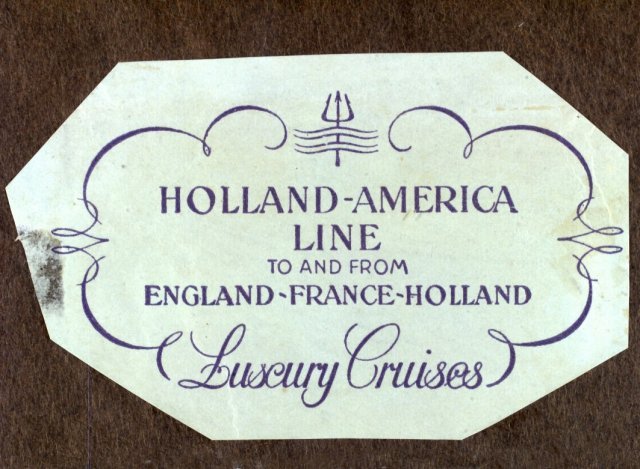 HOLLAND-AMERICA
LINE
TO AND FROM
ENGLAND-FRANCE-HOLLAND
Luxury Cruises